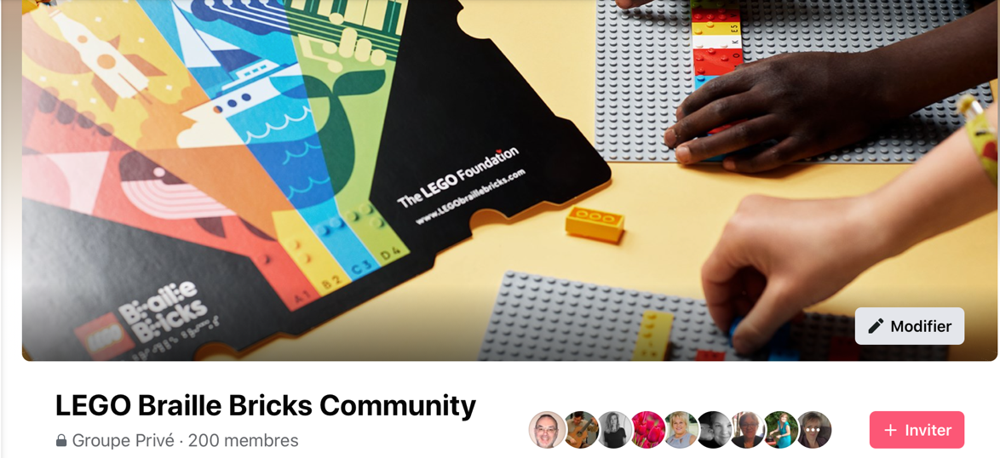 ES
K
O
The LEGO Foundation
www.LEGObraillebricks.com
A1 B2 C3 D4
LEGO
Braille
Bricks
Modifier
LEGO Braille Bricks Community
Groupe Privé · 200 membres
+ Inviter